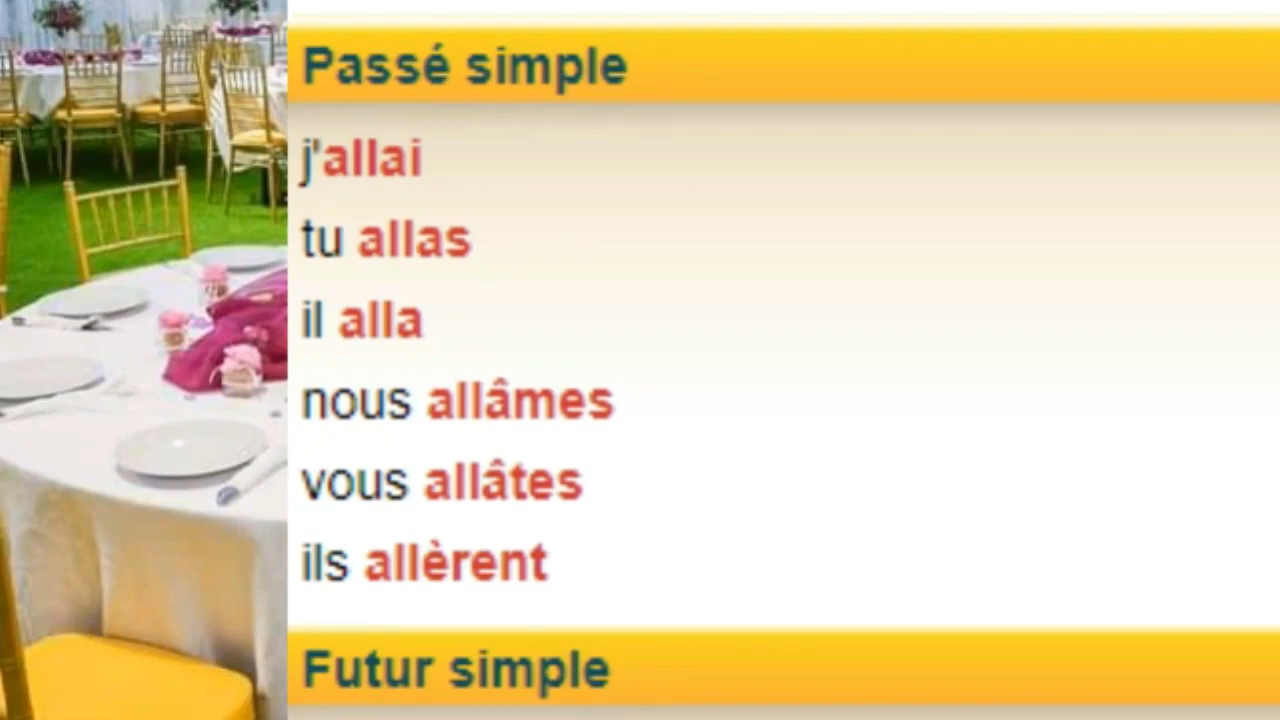 Passé simple
j'allai
tu allas
il alla
nous allâmes
vous allâtes
ils allèrent
Futur simple